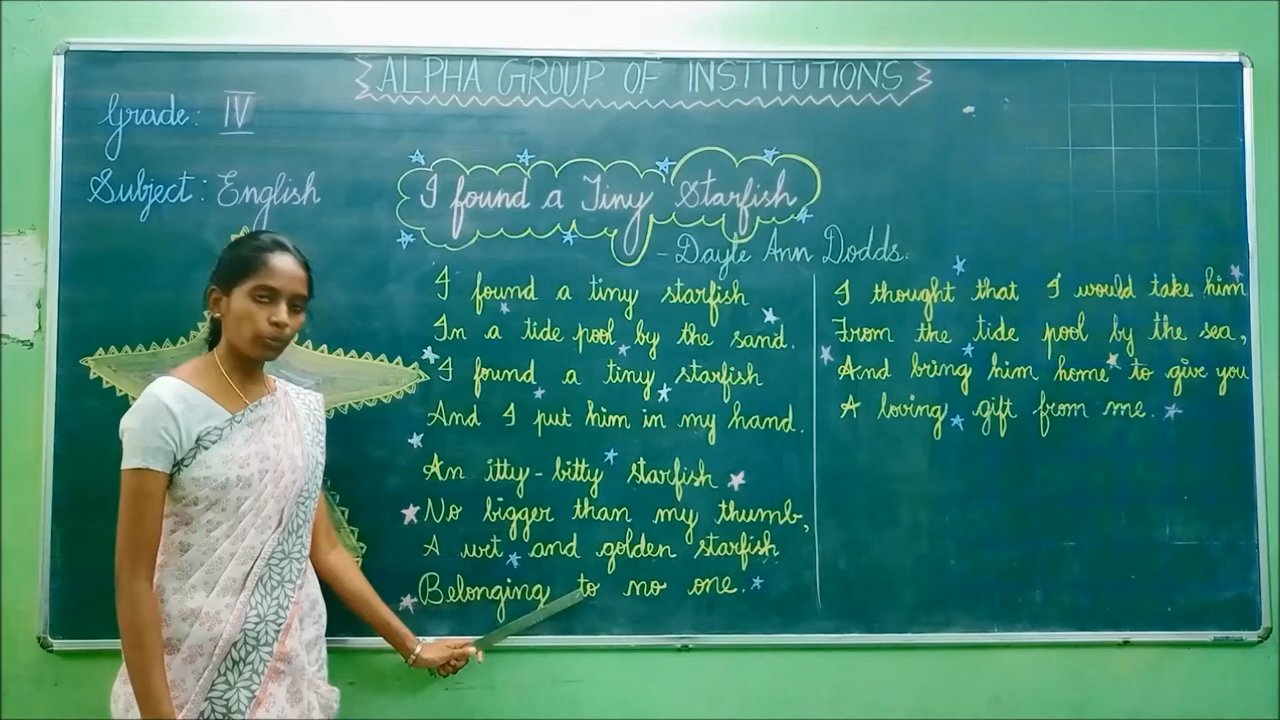 ALPHA GROUP OF INSTITUTIONS
Grade: IV
Subject: English
I found a Tiny Starfish
- Dayle Ann Dodds.
I found a tiny starfish
In a tide pool by the sand.
I found a tiny starfish
And I put him in my hand.
An itty-bitty starfish
No bigger than my thumb,
A wet and golden starfish
Belonging to no one.
I thought that I would take him
From the tide pool by the sea,
And bring him home to give you
A loving gift from me.